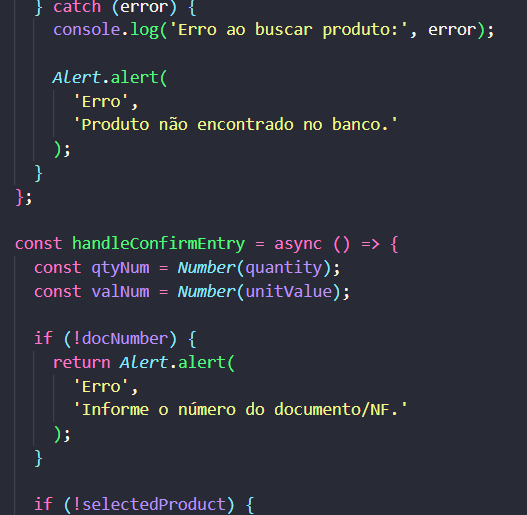 } catch (error) {
console.log('Erro ao buscar produto:', error);
Alert.alert(
'Erro',
'Produto não encontrado no banco.'
);
}
};
const handleConfirmEntry = async () => {
const qtyNum = Number(quantity);
const valNum = Number(unitValue);
if (!docNumber) {
return Alert.alert(
'Erro',
'Informe o número do documento/NF.'
);
}
if (!selectedProduct) {